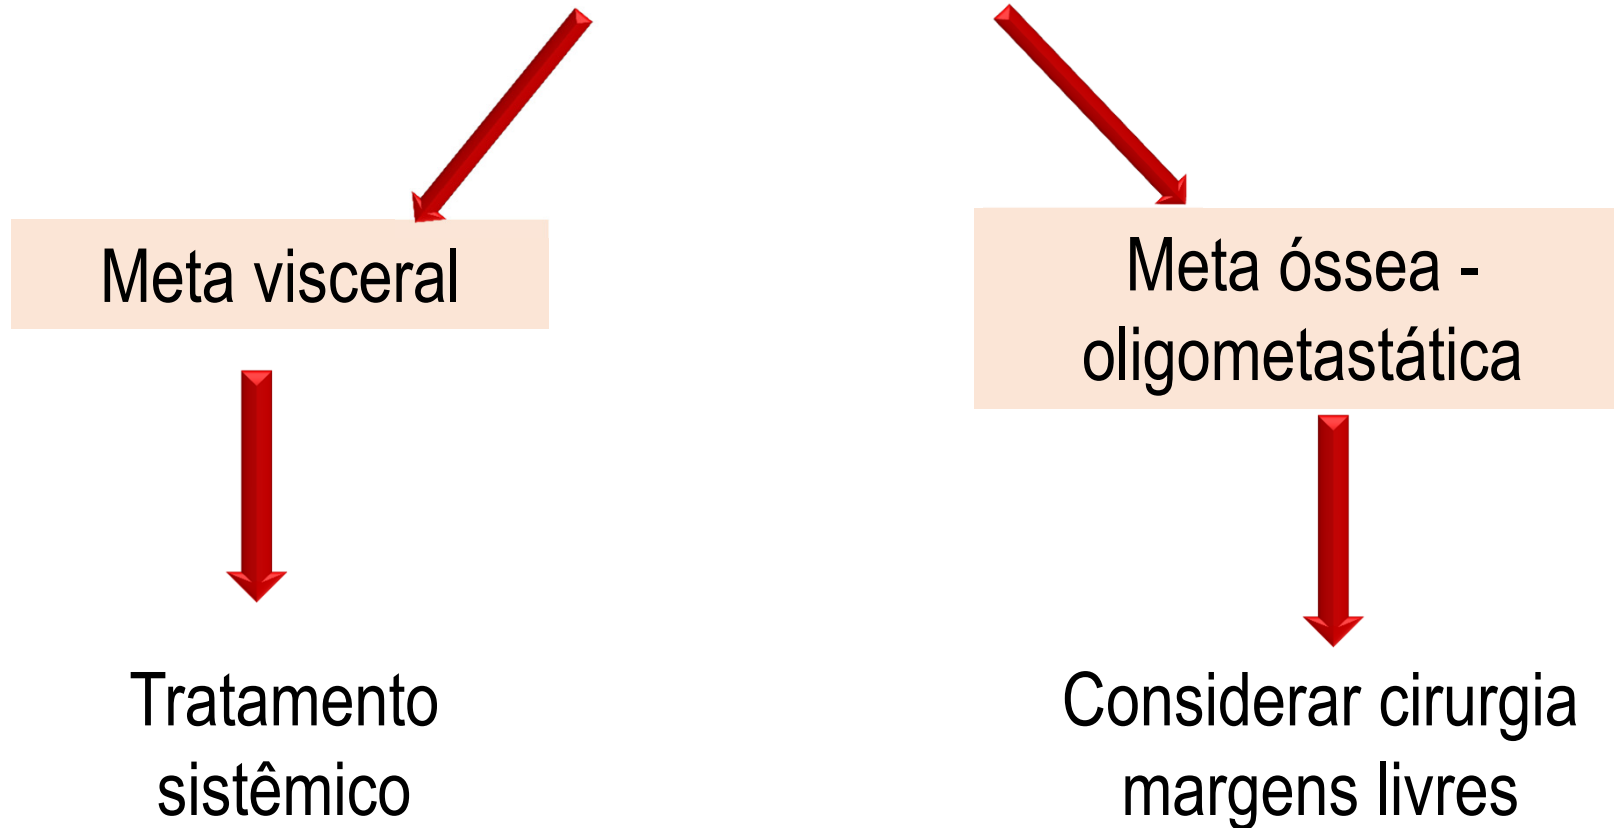 Meta visceral
Meta óssea -
oligometastática
Tratamento
sistêmico
Considerar cirurgia
margens livres